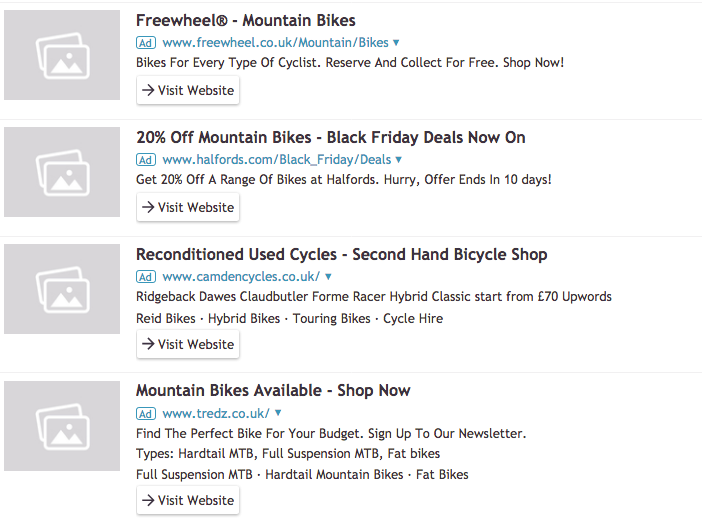 Freewheel® - Mountain Bikes
Ad www.freewheel.co.uk/Mountain/Bikes ▼
Bikes For Every Type Of Cyclist. Reserve And Collect For Free. Shop Now!
→ Visit Website
20% Off Mountain Bikes - Black Friday Deals Now On
Ad www.halfords.com/Black_Friday/Deals ▼
Get 20% Off A Range Of Bikes at Halfords. Hurry, Offer Ends In 10 days!
→ Visit Website
Reconditioned Used Cycles - Second Hand Bicycle Shop
Ad www.camdencycles.co.uk/ ▼
Ridgeback Dawes Claudbutler Forme Racer Hybrid Classic start from £70 Upwords
Reid Bikes · Hybrid Bikes · Touring Bikes · Cycle Hire
→ Visit Website
Mountain Bikes Available - Shop Now
Ad www.tredz.co.uk/ ▼
Find The Perfect Bike For Your Budget. Sign Up To Our Newsletter.
Types: Hardtail MTB, Full Suspension MTB, Fat bikes
Full Suspension MTB · Hardtail Mountain Bikes · Fat Bikes
→ Visit Website